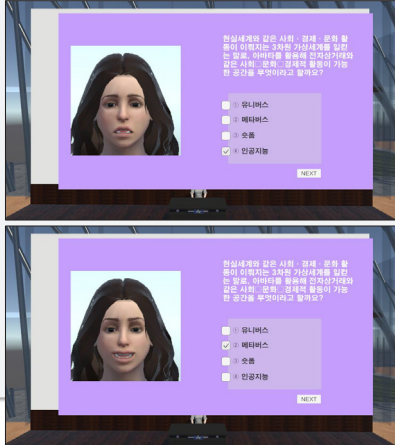 현실세계와 같은 사회 · 경제 · 문화 활
동이 이뤄지는 3차원 가상세계를 일컫
는 말로, 아바타를 활용해 전자상거래와
같은 사회□문화□경제적 활동이 가능
한 공간을 무엇이라고 할까요?
① 유니버스
② 메타버스
③ 숏폼
④ 인공지능
NEXT
현실세계와 같은 사회 · 경제 · 문화 활
동이 이뤄지는 3차원 가상세계를 일컫
는 말로, 아바타를 활용해 전자상거래와
같은 사회□문화□경제적 활동이 가능
한 공간을 무엇이라고 할까요?
① 유니버스
② 메타버스
③ 숏폼
④ 인공지능
NEXT